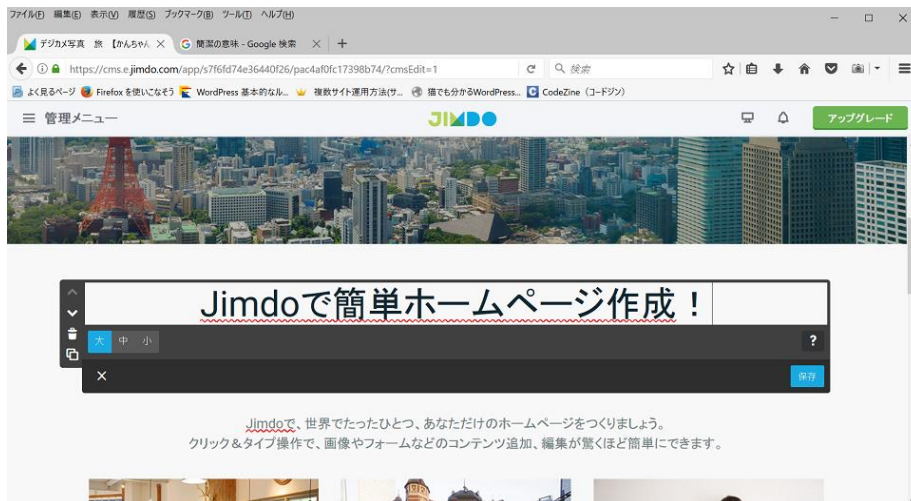 ファイル(F) 編集(E) 表示(V) 履歴(S) ブックマーク(B) ツール(T) ヘルプ(H)
デジカメ写真 旅 【かんちゃん
簡潔の意味 - Google 検索
https://cms.e.jimdo.com/app/s7f6fd74e36440f26/pac4af0fc17398b74/?cmsEdit=1
検索
よく見るページ
Firefox を使いこなそう
WordPress 基本的なル...
複数サイト運用方法(サ...
猫でも分かるWordPress...
CodeZine（コードジン）
管理メニュー
JIMDO
アップグレード
Jimdoで簡単ホームページ作成！
大 中 小
?
保存
Jimdoで、世界でたったひとつ、あなただけのホームページをつくりましょう。
クリック＆タイプ操作で、画像やフォームなどのコンテンツ追加、編集が驚くほど簡単にできます。